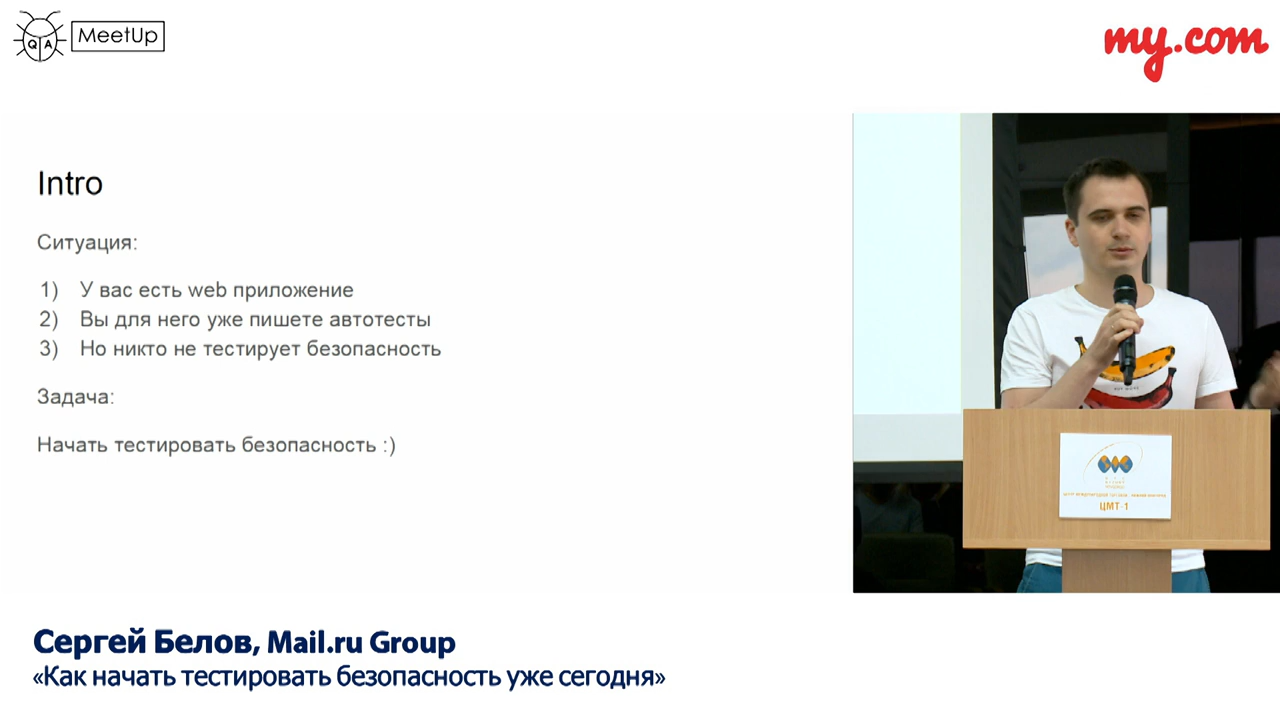 QA
MeetUp
my.com
Intro
Ситуация:
1) У вас есть web приложение
2) Вы для него уже пишете автотесты
3) Но никто не тестирует безопасность
Задача:
Начать тестировать безопасность :)
ЦМТ-1
Сергей Белов, Mail.ru Group
«Как начать тестировать безопасность уже сегодня»